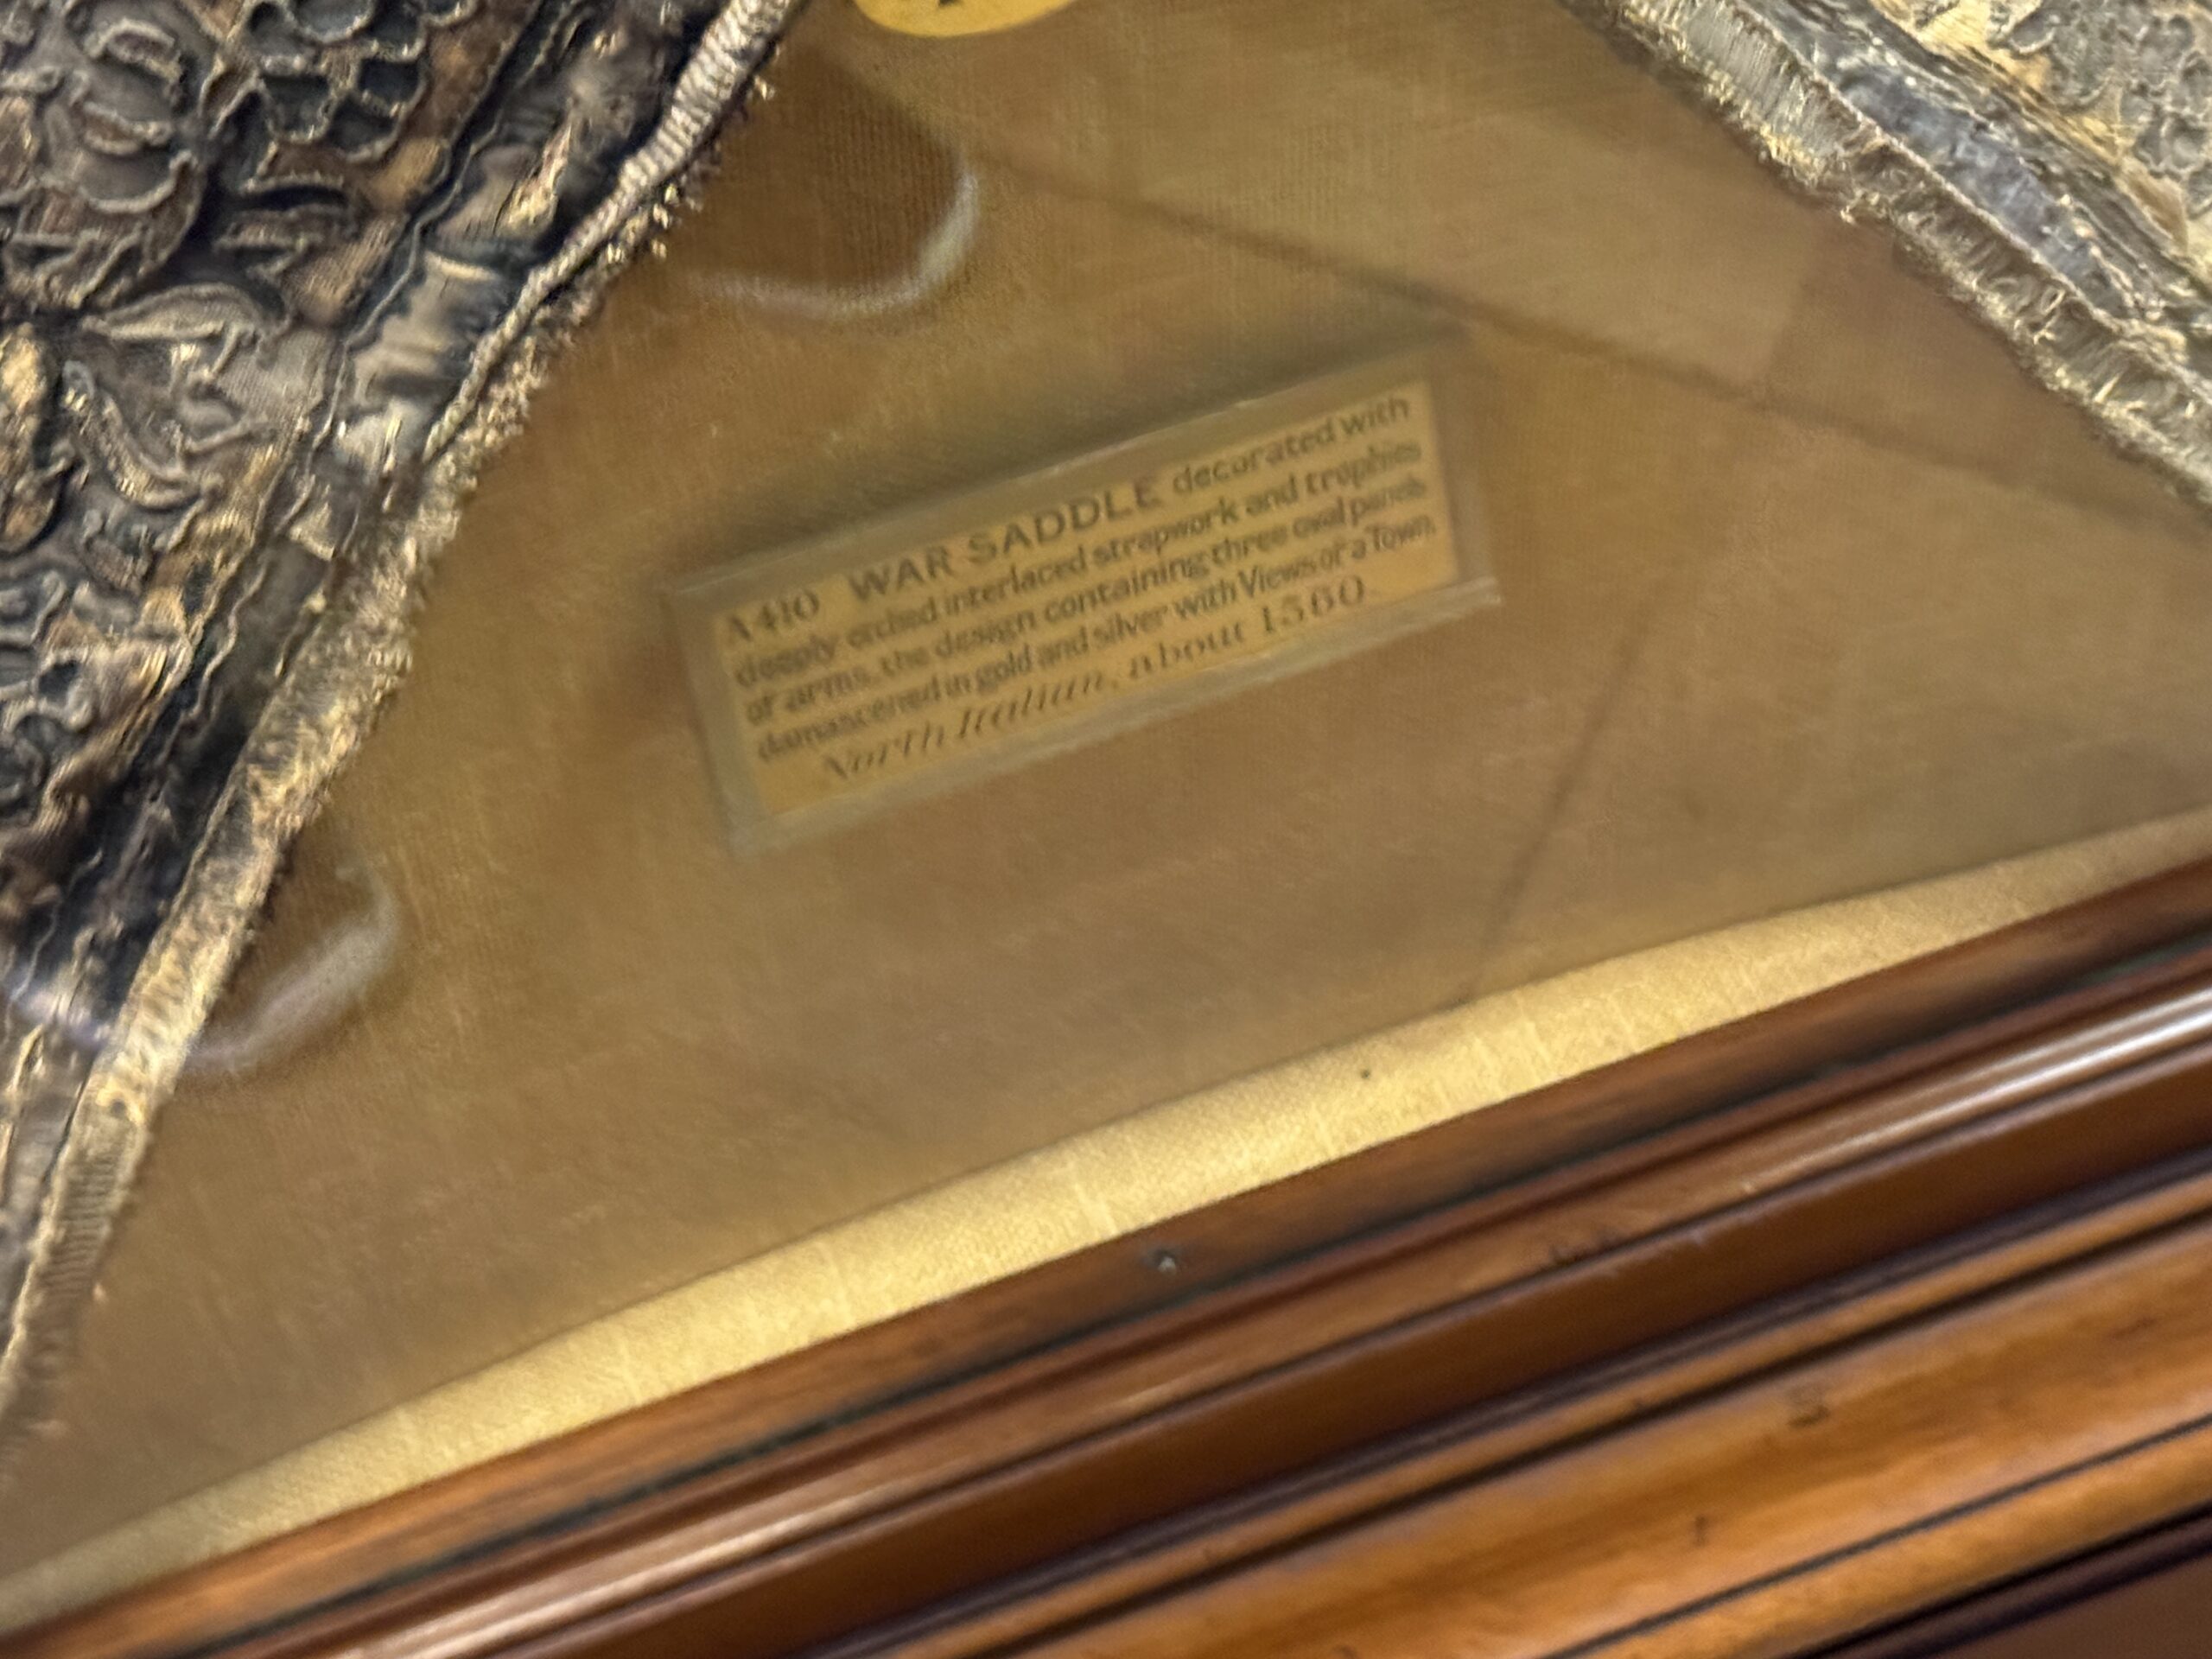 A410 WAR SADDLE decorated with
deeply etched interlaced strapwork and trophies
of arms, the design containing three oval panels
damascened in gold and silver with Views of a Town.
North Italian, about 1560.